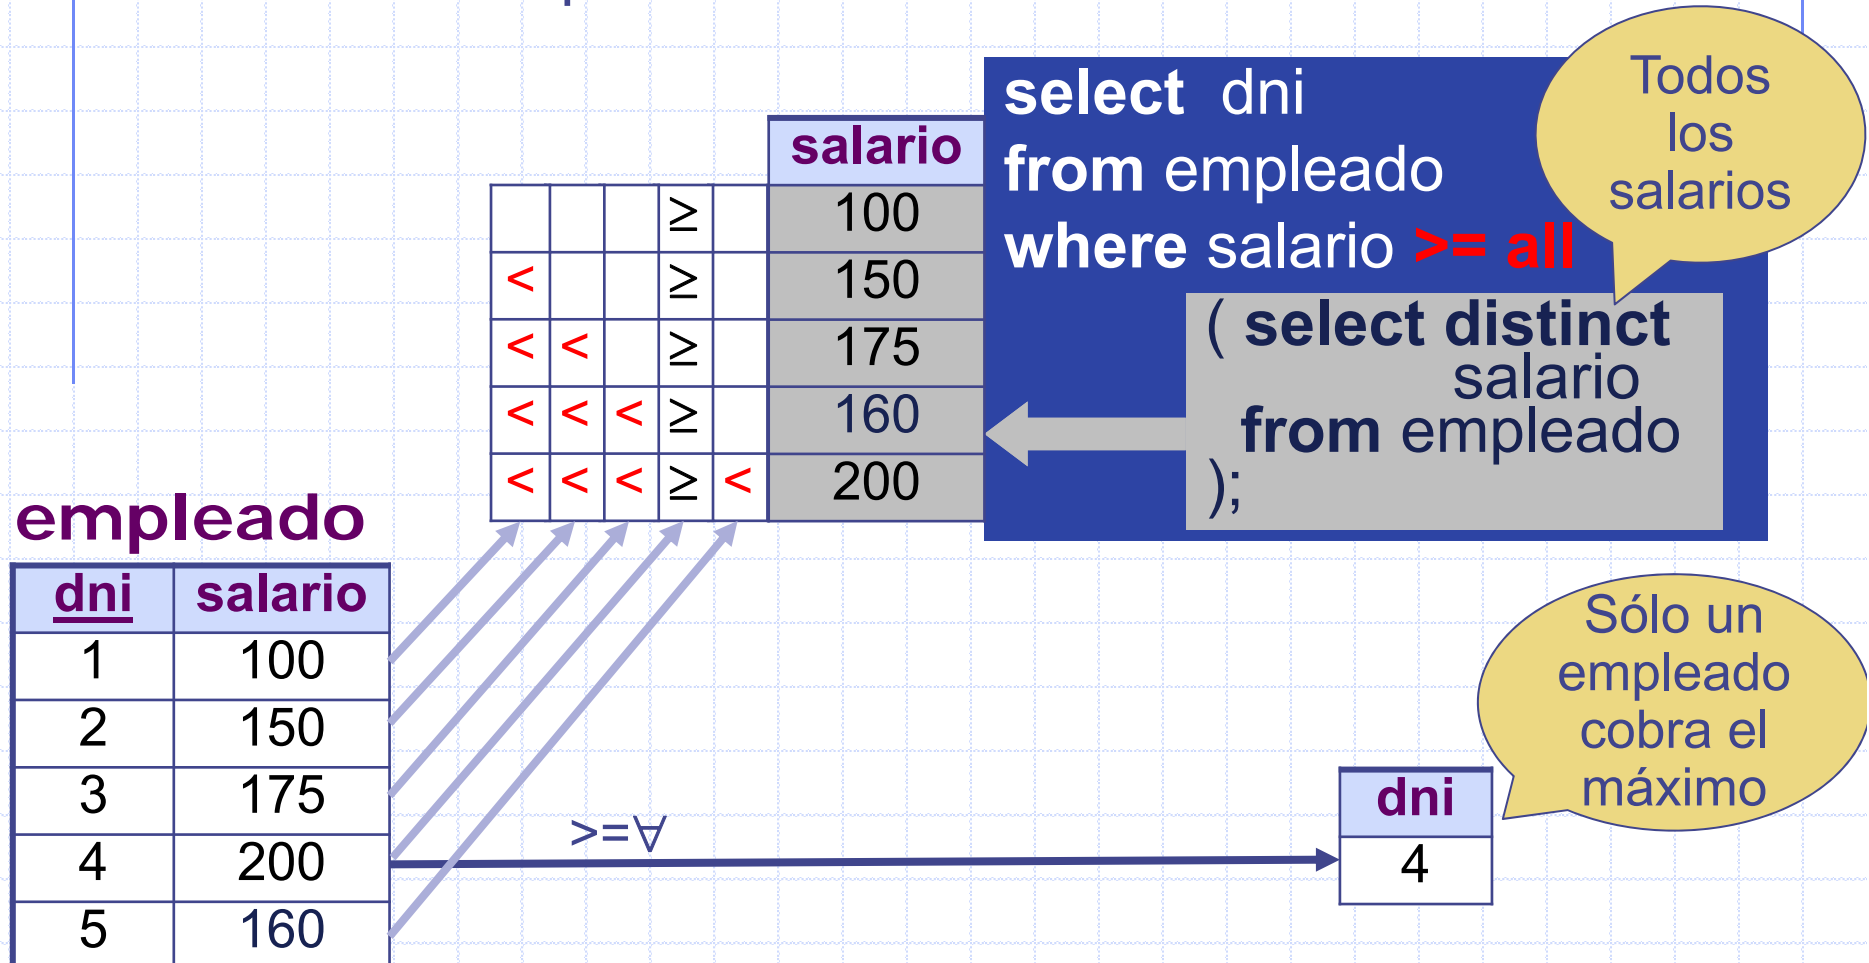 select dni
from empleado
where salario >= all
( select distinct
salario
from empleado
);
Todos
los
salarios
salario
≥ 100
< ≥ 150
< < ≥ 175
< < < ≥ 160
< < < ≥ < 200
empleado
dni salario
1 100
2 150
3 175
4 200
5 160
>=∀
dni
4
Sólo un
empleado
cobra el
máximo